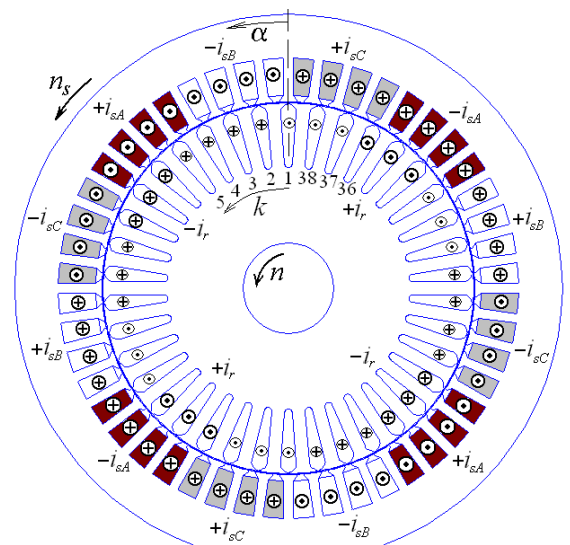 α
−i_sB
+i_sC
n_s
+i_sA
−i_sA
5 4 3 2 1 38 37 36
k
−i_r
+i_r
−i_sC
+i_sB
n
+i_sB
−i_sC
+i_r
−i_r
−i_sA
+i_sA
+i_sC
−i_sB